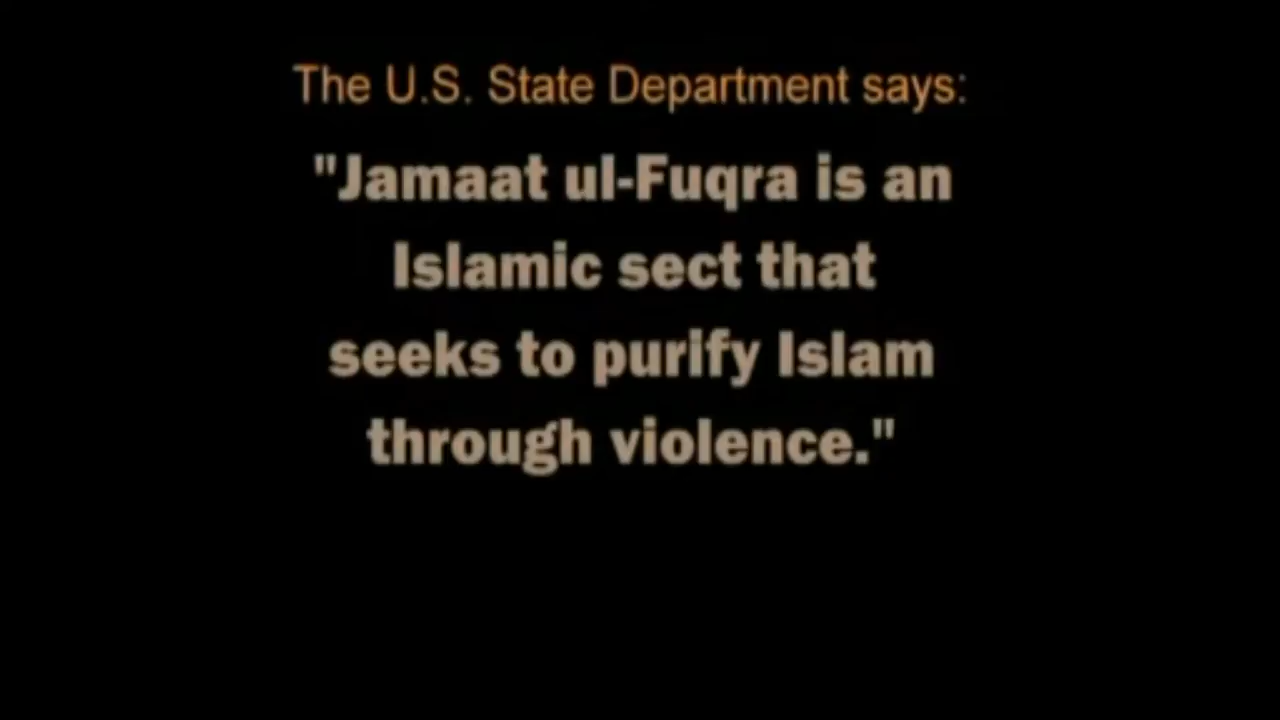 The U.S. State Department says:
"Jamaat ul-Fuqra is an
Islamic sect that
seeks to purify Islam
through violence."